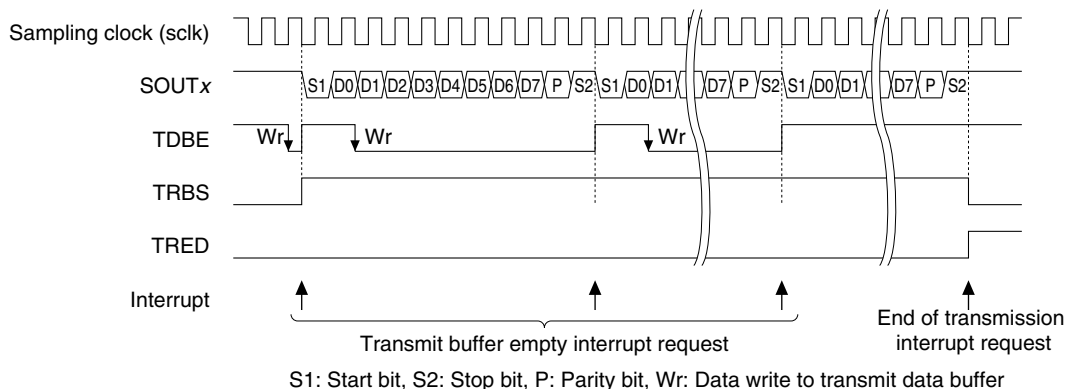 Sampling clock (sclk)
SOUTx S1 D0 D1 D2 D3 D4 D5 D6 D7 P S2 S1 D0 D1 D7 P S2 S1 D0 D1 D7 P S2
TDBE Wr Wr Wr
TRBS
TRED
Interrupt
Transmit buffer empty interrupt request
End of transmission
interrupt request
S1: Start bit, S2: Stop bit, P: Parity bit, Wr: Data write to transmit data buffer